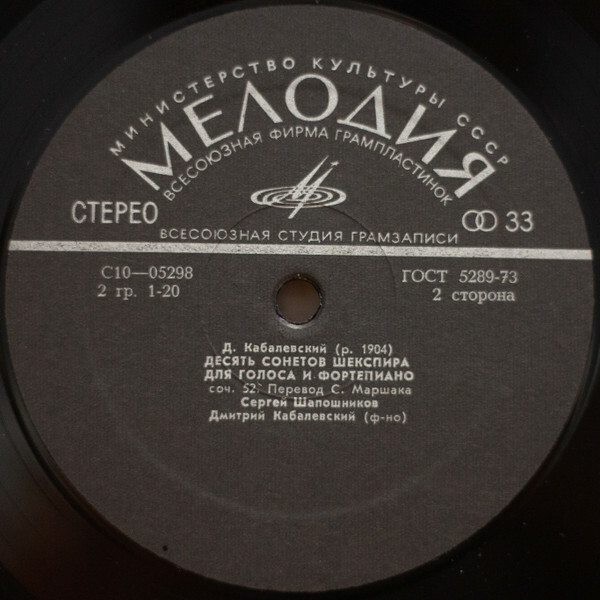 МИНИСТЕРСТВО КУЛЬТУРЫ СССР
МЕЛОДИЯ
ВСЕСОЮЗНАЯ ФИРМА ГРАМПЛАСТИНОК
СТЕРЕО
33
ВСЕСОЮЗНАЯ СТУДИЯ ГРАМЗАПИСИ
С10—05298
ГОСТ 5289-73
2 гр. 1-20
2 сторона
Д. Кабалевский (р. 1904)
ДЕСЯТЬ СОНЕТОВ ШЕКСПИРА
ДЛЯ ГОЛОСА И ФОРТЕПИАНО
соч. 52. Перевод С. Маршака
Сергей Шапошников
Дмитрий Кабалевский (ф-но)